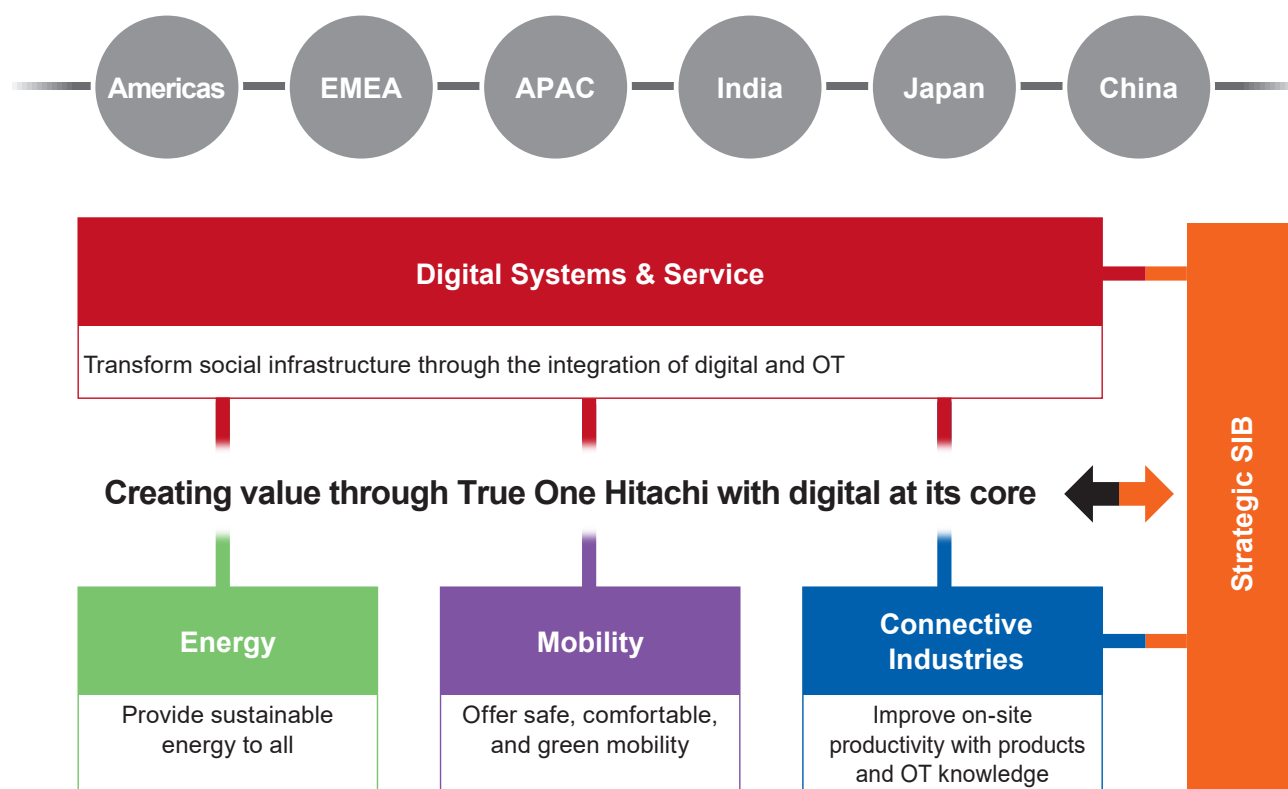 Americas
EMEA
APAC
India
Japan
China
Digital Systems & Service
Transform social infrastructure through the integration of digital and OT
Creating value through True One Hitachi with digital at its core
Strategic SIB
Energy
Provide sustainable
energy to all
Mobility
Offer safe, comfortable,
and green mobility
Connective
Industries
Improve on-site
productivity with products
and OT knowledge